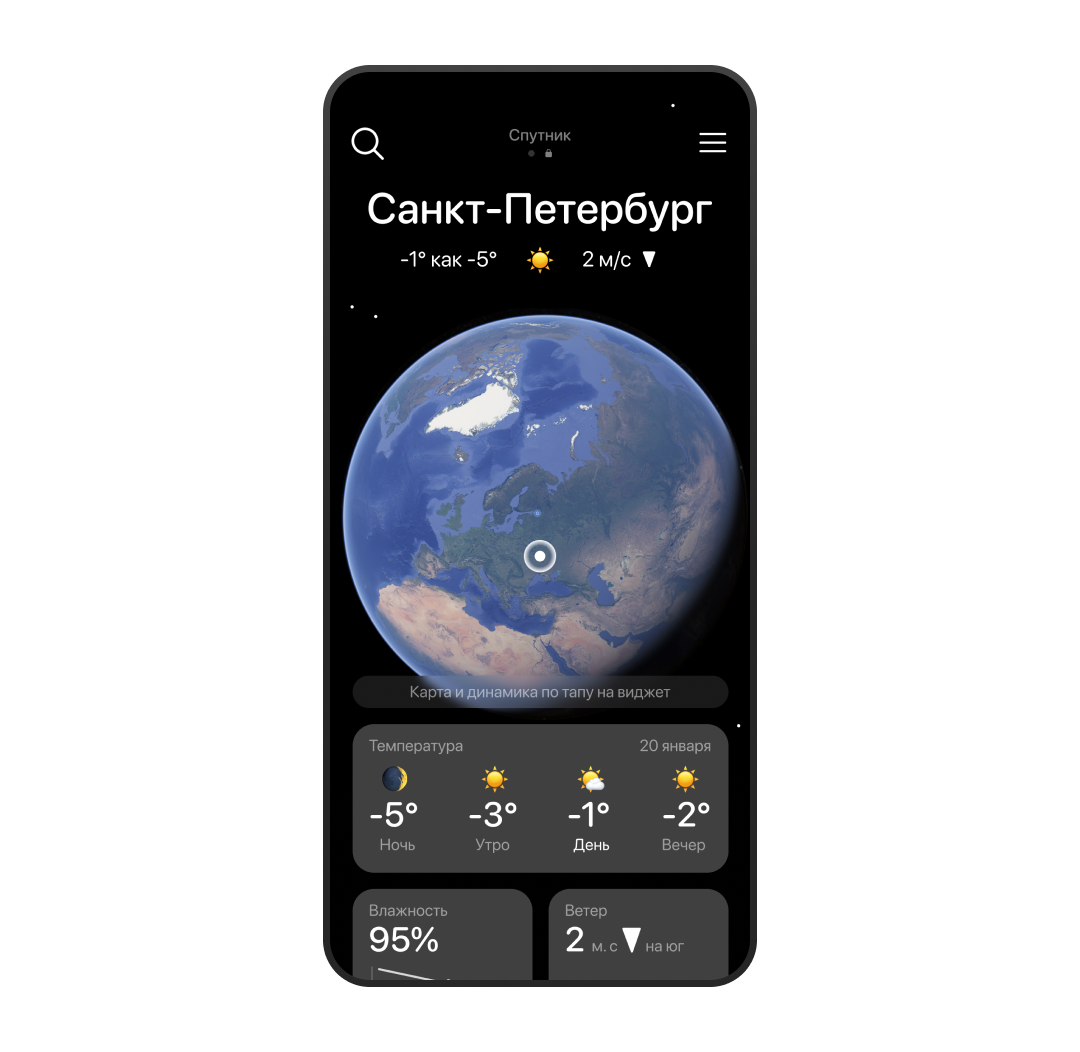 Спутник
Санкт-Петербург
-1° как -5° 2 м/с
Карта и динамика по тапу на виджет
Температура 20 января
-5° -3° -1° -2°
Ночь Утро День Вечер
Влажность Ветер
95% 2 м. с на юг